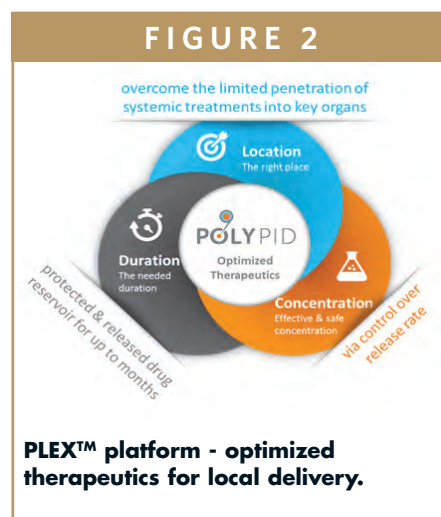 FIGURE 2
overcome the limited penetration of
systemic treatments into key organs
Location
The right place
POLYPID
Optimized
Therapeutics
Duration
The needed
duration
Concentration
Effective & safe
concentration
protected & released drug
reservoir for up to months
via control over
release rate
PLEX™ platform - optimized
therapeutics for local delivery.